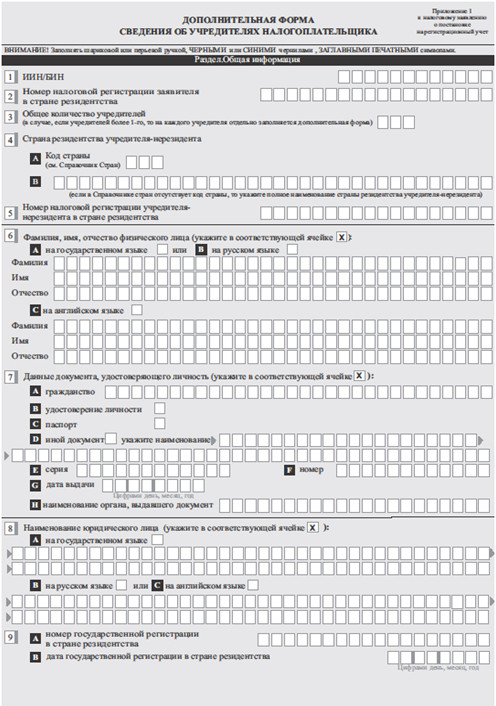 Приложение 1
к налоговому заявлению
о постановке
на регистрационный учет
ДОПОЛНИТЕЛЬНАЯ ФОРМА
СВЕДЕНИЯ ОБ УЧРЕДИТЕЛЯХ НАЛОГОПЛАТЕЛЬЩИКА
ВНИМАНИЕ! Заполнять шариковой или перьевой ручкой, ЧЕРНЫМИ или СИНИМИ чернилами, ЗАГЛАВНЫМИ ПЕЧАТНЫМИ символами.
Раздел.Общая информация
1 ИИН/БИН
2 Номер налоговой регистрации заявителя
в стране резидентства
3 Общее количество учредителей
(в случае, если учредителей более 1-го, то на каждого учредителя отдельно заполняется дополнительная форма)
4 Страна резидентства учредителя-нерезидента
A Код страны
(см. Справочник Стран)
B
(если в Справочнике стран отсутствует код страны, то укажите полное наименование страны резидентства учредителя-нерезидента)
5 Номер налоговой регистрации учредителя-
нерезидента в стране резидентства
6 Фамилия, имя, отчество физического лица (укажите в соответствующей ячейке X ):
A на государственном языке или B на русском языке
Фамилия
Имя
Отчество
C на английском языке
Фамилия
Имя
Отчество
7 Данные документа, удостоверяющего личность (укажите в соответствующей ячейке X ):
A гражданство
B удостоверение личности
C паспорт
D иной документ укажите наименование
E серия F номер
G дата выдачи
Цифрами день, месяц, год
H наименование органа, выдавшего документ
8 Наименование юридического лица (укажите в соответствующей ячейке X ):
A на государственном языке
B на русском языке или C на английском языке
9 A номер государственной регистрации
в стране резидентства
B дата государственной регистрации в стране резидентства
Цифрами день, месяц, год